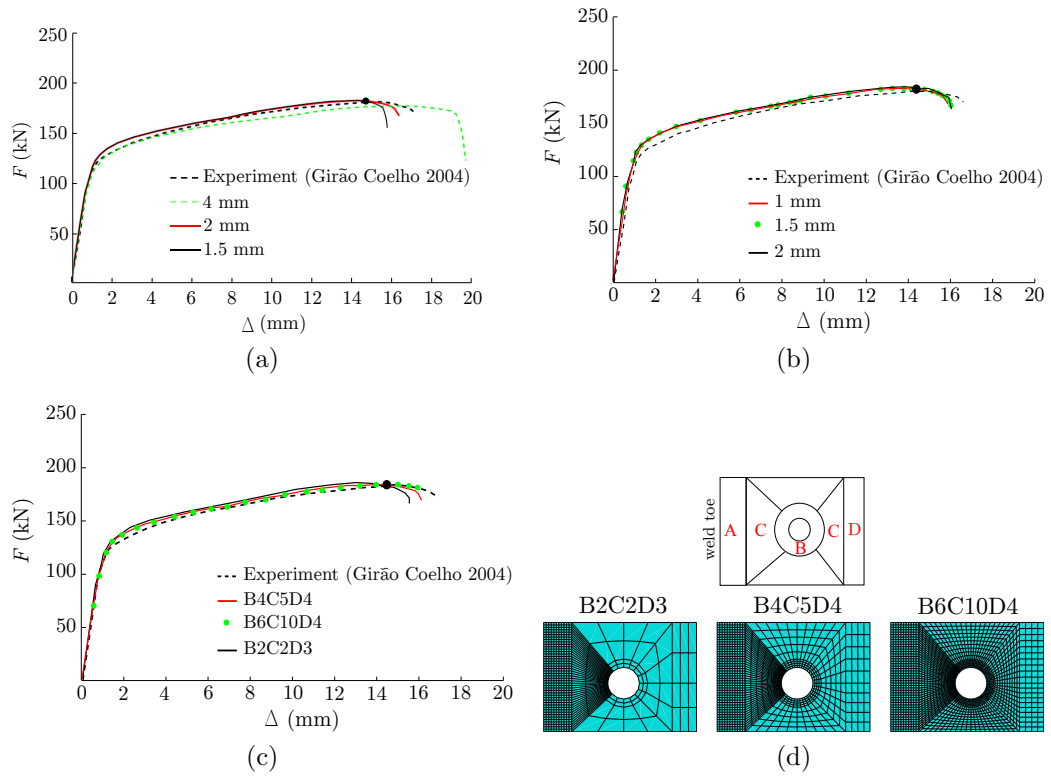 250
200
150
100
50
F (kN)
Experiment (Girão Coelho 2004)
4 mm
2 mm
1.5 mm
0 2 4 6 8 10 12 14 16 18 20
Δ (mm)
(a)
250
200
150
100
50
F (kN)
Experiment (Girão Coelho 2004)
1 mm
1.5 mm
2 mm
0 2 4 6 8 10 12 14 16 18 20
Δ (mm)
(b)
250
200
150
100
50
F (kN)
Experiment (Girāo Coelho 2004)
B4C5D4
B6C10D4
B2C2D3
0 2 4 6 8 10 12 14 16 18 20
Δ (mm)
(c)
weld toe
A C B C D
B2C2D3 B4C5D4 B6C10D4
(d)